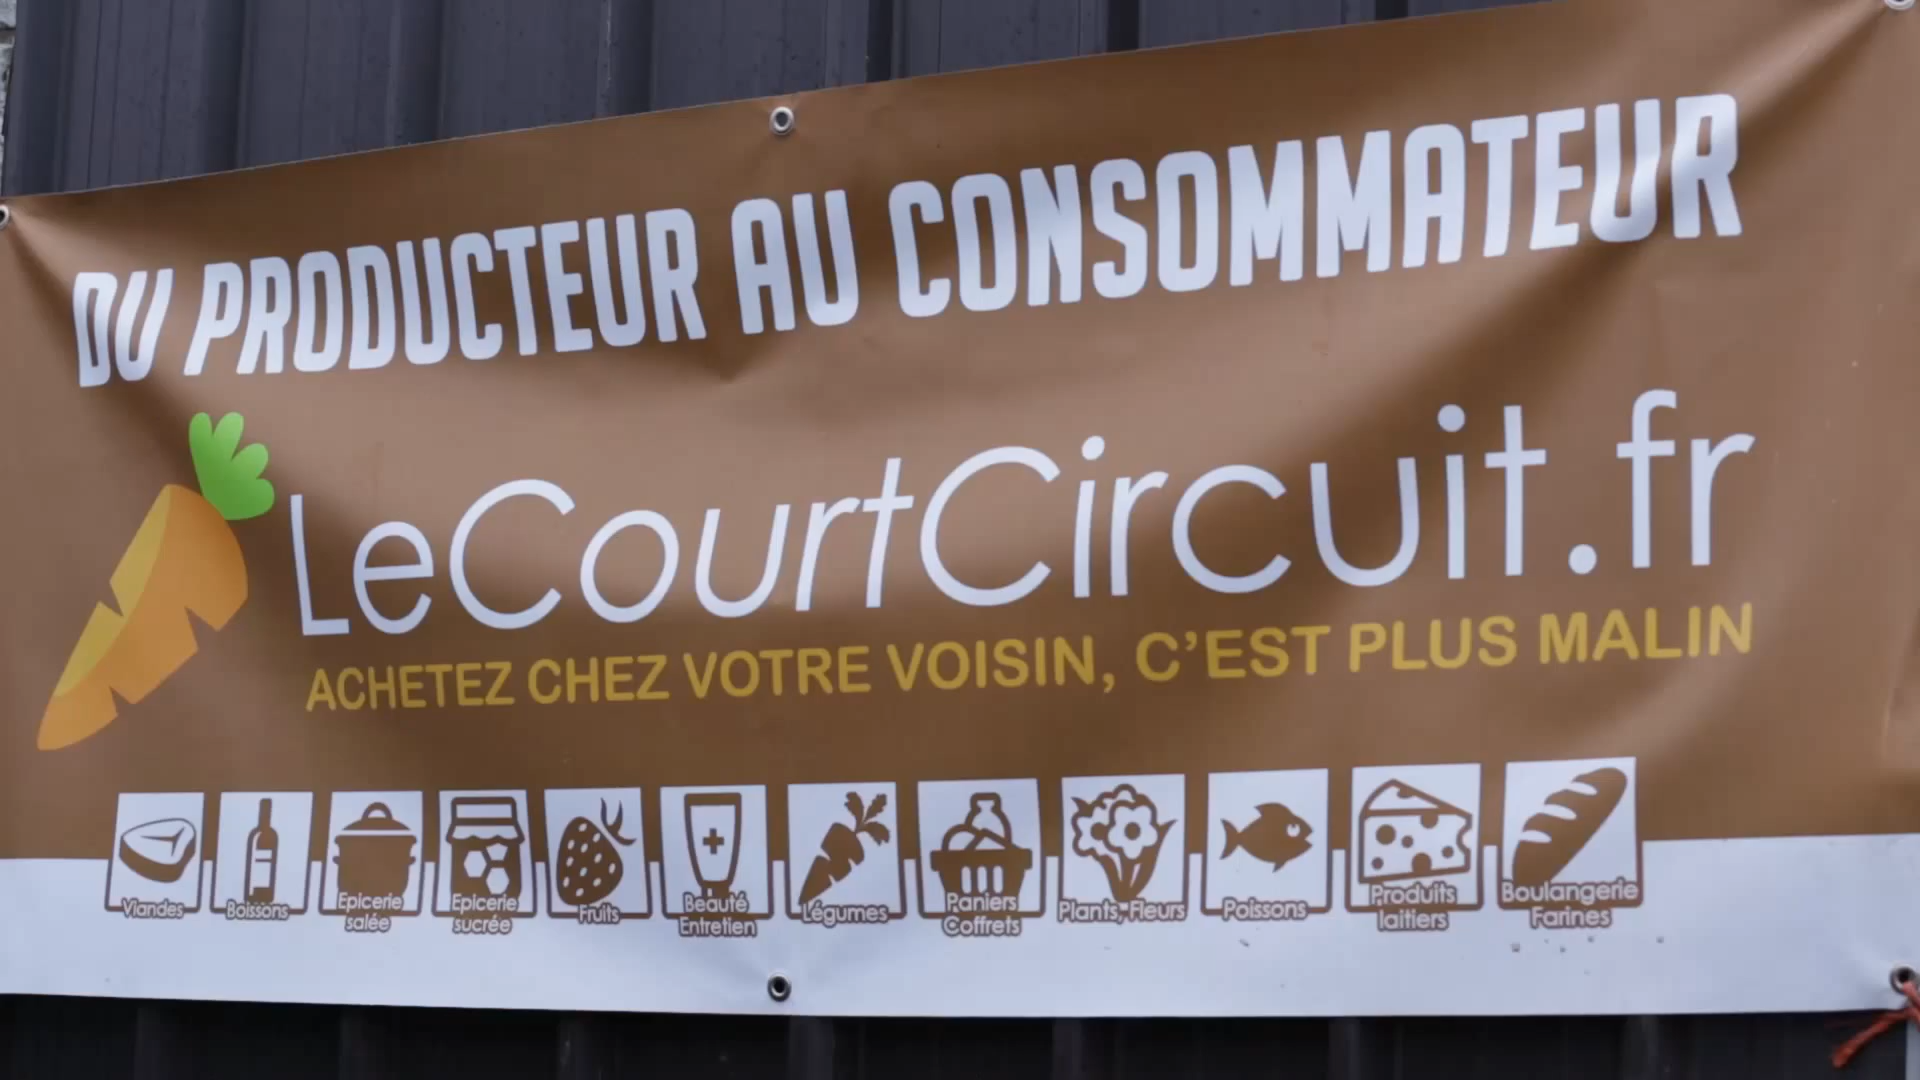 DU PRODUCTEUR AU CONSOMMATEUR
LeCourtCircuit.fr
ACHETEZ CHEZ VOTRE VOISIN, C'EST PLUS MALIN
Viandes
Boissons
Epicerie
salée
Epicerie
sucrée
Fruits
Beauté
Entretien
Légumes
Paniers
Coffrets
Plants, Fleurs
Poissons
Produits
laitiers
Boulangerie
Farines